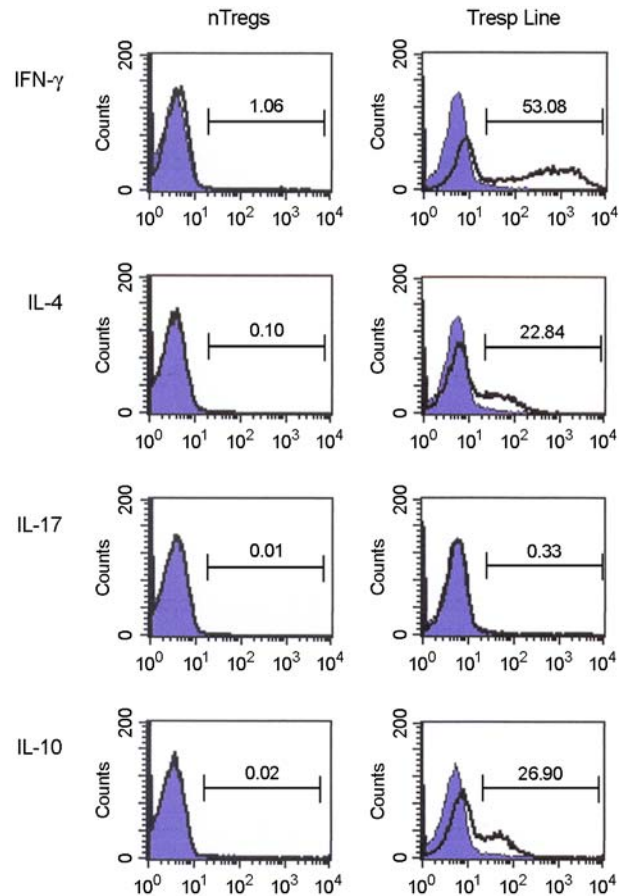 nTregs Tresp Line
IFN-γ
200 1.06 200 53.08
Counts Counts
0 0
10⁰ 10¹ 10² 10³ 10⁴ 10⁰ 10¹ 10² 10³ 10⁴
IL-4
200 0.10 200 22.84
Counts Counts
0 0
10⁰ 10¹ 10² 10³ 10⁴ 10⁰ 10¹ 10² 10³ 10⁴
IL-17
200 0.01 200 0.33
Counts Counts
0 0
10⁰ 10¹ 10² 10³ 10⁴ 10⁰ 10¹ 10² 10³ 10⁴
IL-10
200 0.02 200 26.90
Counts Counts
0 0
10⁰ 10¹ 10² 10³ 10⁴ 10⁰ 10¹ 10² 10³ 10⁴